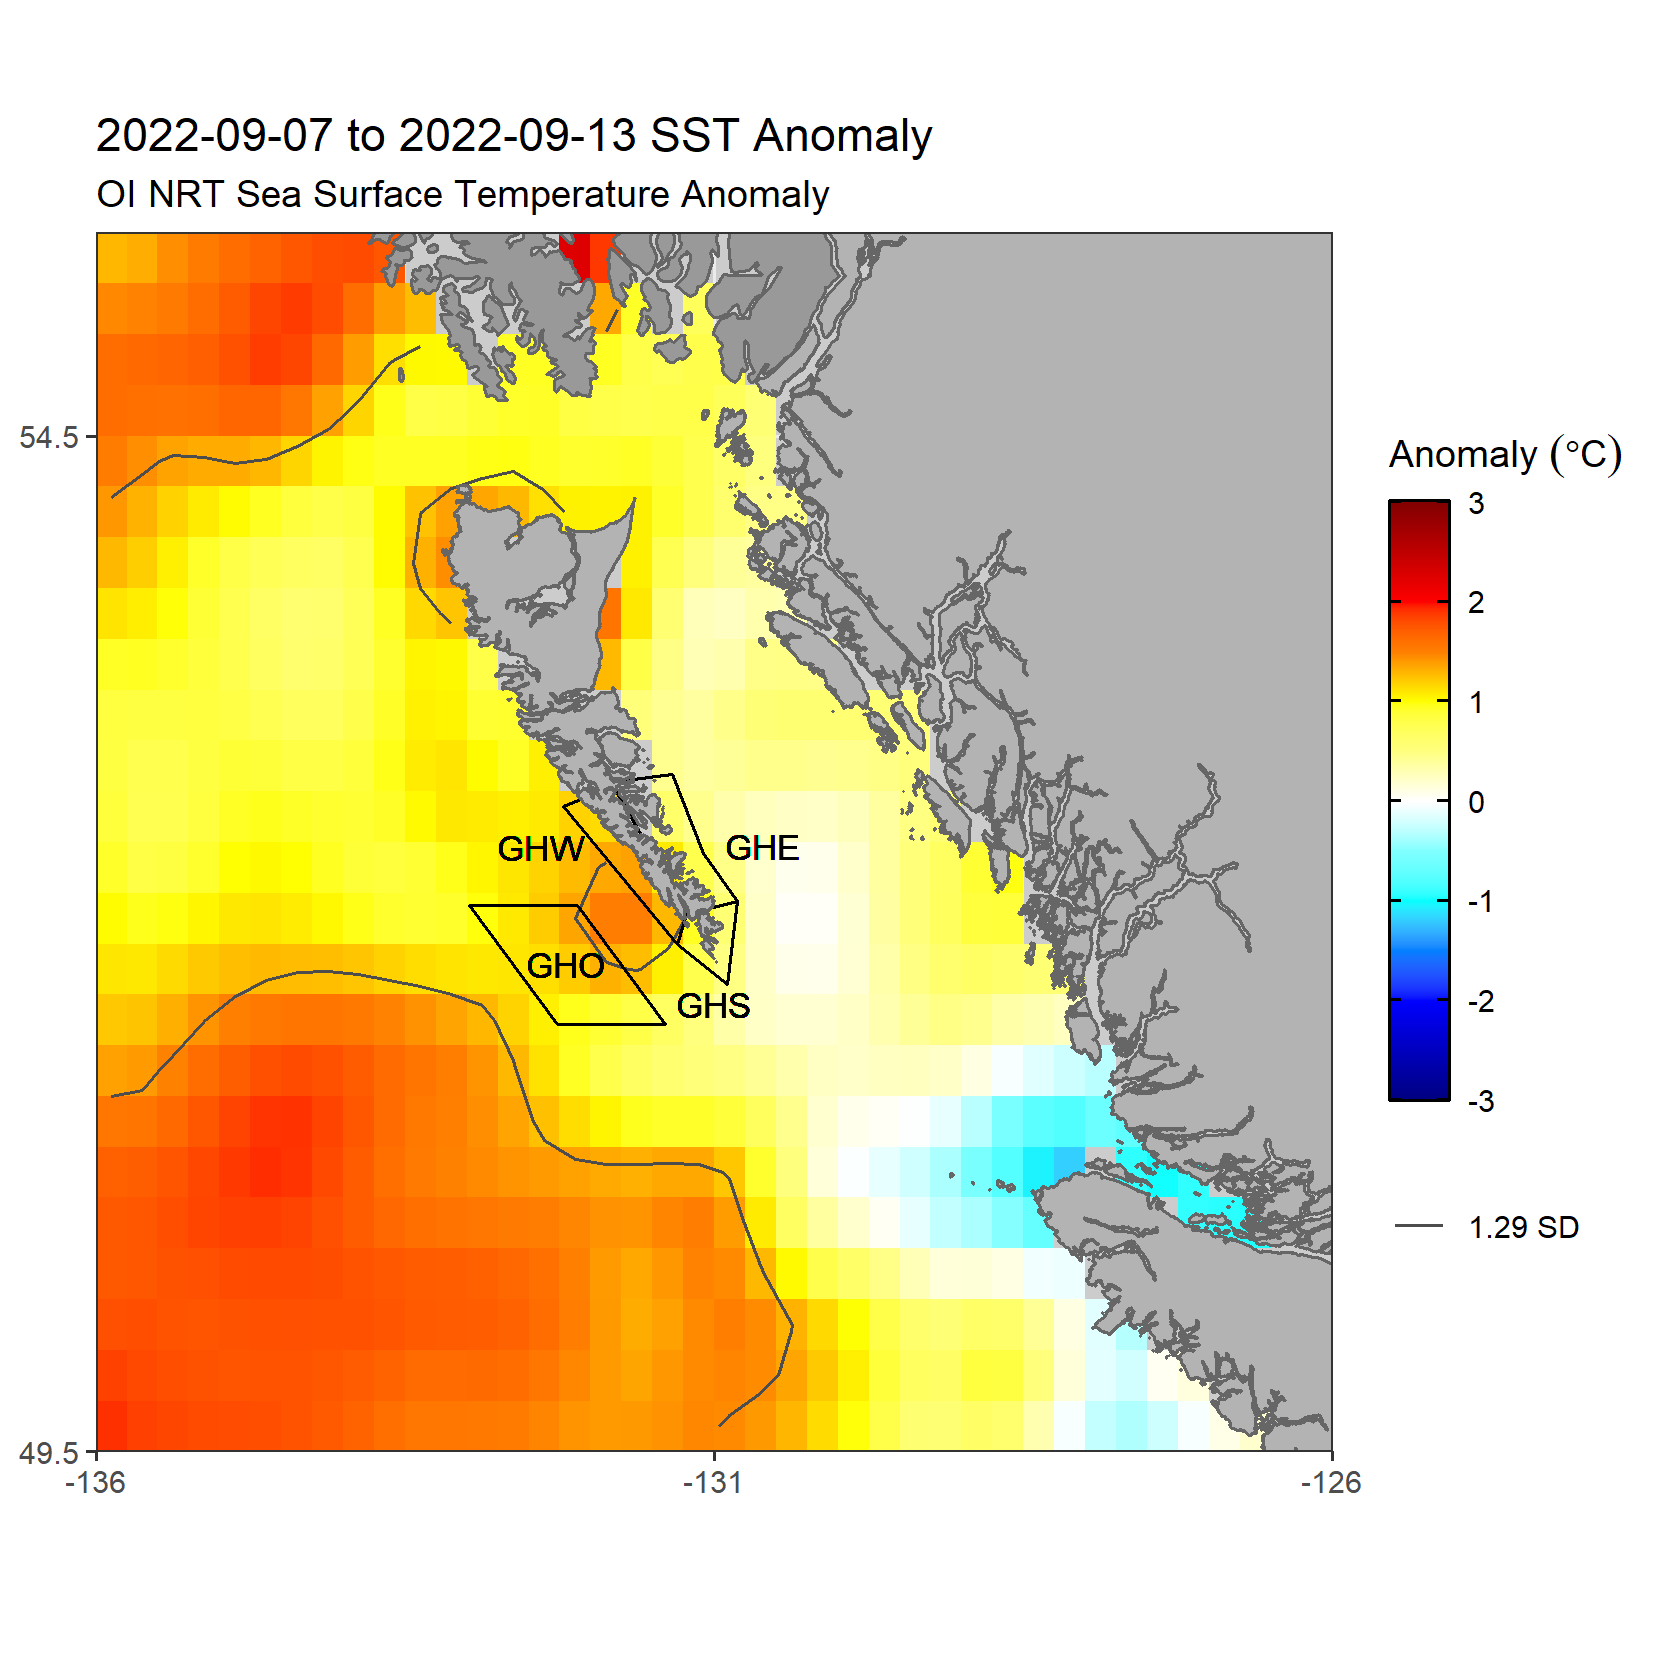 2022-09-07 to 2022-09-13 SST Anomaly
OI NRT Sea Surface Temperature Anomaly
54.5
49.5
-136
-131
-126
GHW
GHE
GHO
GHS
Anomaly (°C)
3
2
1
0
-1
-2
-3
1.29 SD